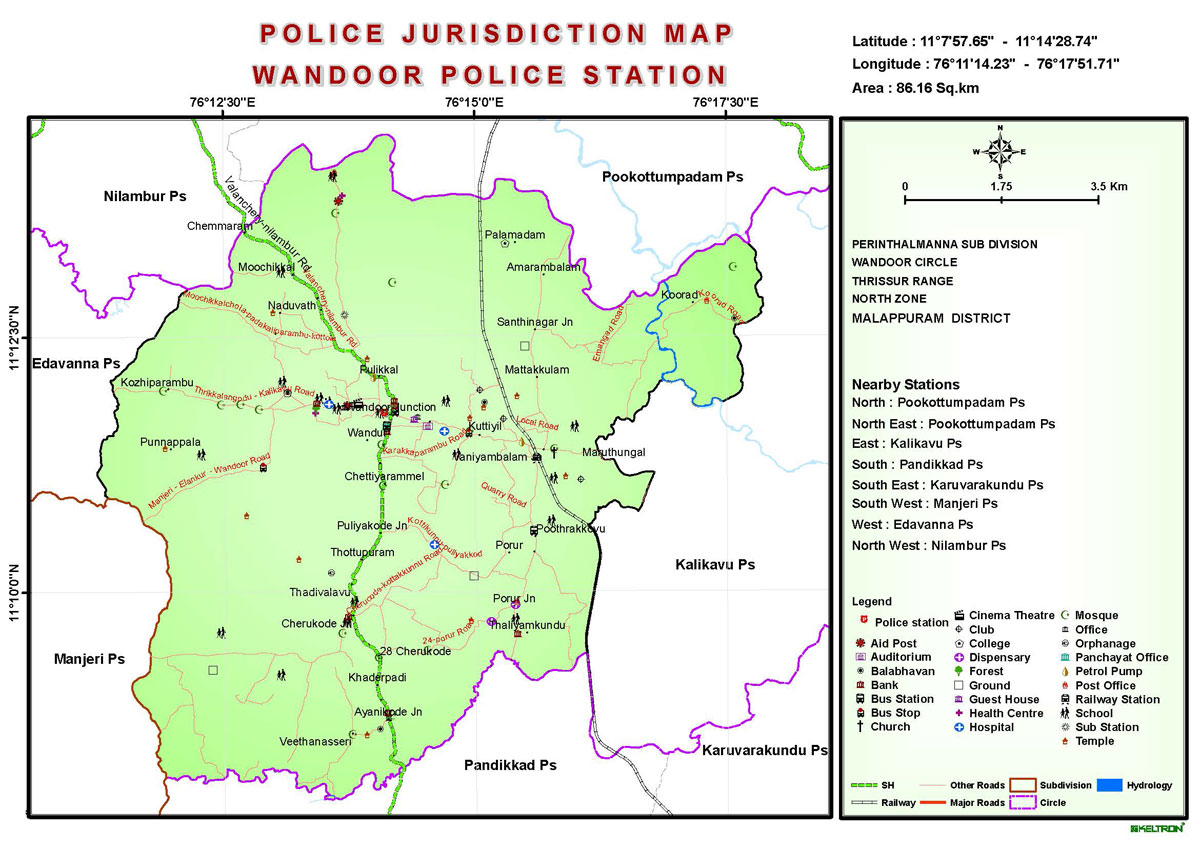 POLICE JURISDICTION MAP
WANDOOR POLICE STATION
Latitude : 11°7'57.65" - 11°14'28.74"
Longitude : 76°11'14.23" - 76°17'51.71"
Area : 86.16 Sq.km
76°12'30"E
76°15'0"E
76°17'30"E
11°12'30"N
11°10'0"N
Nilambur Ps
Pookottumpadam Ps
Edavanna Ps
Manjeri Ps
Kalikavu Ps
Karuvarakundu Ps
Pandikkad Ps
Valanchery-nilambur Rd
Chemmaram
Palamadam
Moochikkal
Amarambalam
Valanchery-nilambur Rd
Koorad
Koorad Road
Moochikkalchola-padakaliparambu-kottol
Naduvath
Santhinagar Jn
Emangad Road
Pulikkal
Mattakkulam
Kozhiparambu
Thrikkalangodu - Kalikavu Road
Wandoor Junction
Kuttiyil
Local Road
Wandur
Karakkaparambu Road
Punnappala
Vaniyambalam
Maruthungal
Manjeri - Elankur - Wandoor Road
Chettiyarammel
Quarry Road
Puliyakode Jn
Poothrakkovu
Thottupuram
Porur
Thadivalavu
Cherucode-kottakkunnu Road
Porur Jn
Cherukode Jn
Thaliyamkundu
24-porur Road
28 Cherukode
Khaderpadi
Ayanikode Jn
Veethanasseri
N
W
E
S
0
1.75
3.5 Km
PERINTHALMANNA SUB DIVISION
WANDOOR CIRCLE
THRISSUR RANGE
NORTH ZONE
MALAPPURAM DISTRICT
Nearby Stations
North : Pookottumpadam Ps
North East : Pookottumpadam Ps
East : Kalikavu Ps
South : Pandikkad Ps
South East : Karuvarakundu Ps
South West : Manjeri Ps
West : Edavanna Ps
North West : Nilambur Ps
Legend
Police station
Aid Post
Auditorium
Balabhavan
Bank
Bus Station
Bus Stop
Church
Cinema Theatre
Club
College
Dispensary
Forest
Ground
Guest House
Health Centre
Hospital
Mosque
Office
Orphanage
Panchayat Office
Petrol Pump
Post Office
Railway Station
School
Sub Station
Temple
SH
Other Roads
Subdivision
Hydrology
Railway
Major Roads
Circle
KELTRON